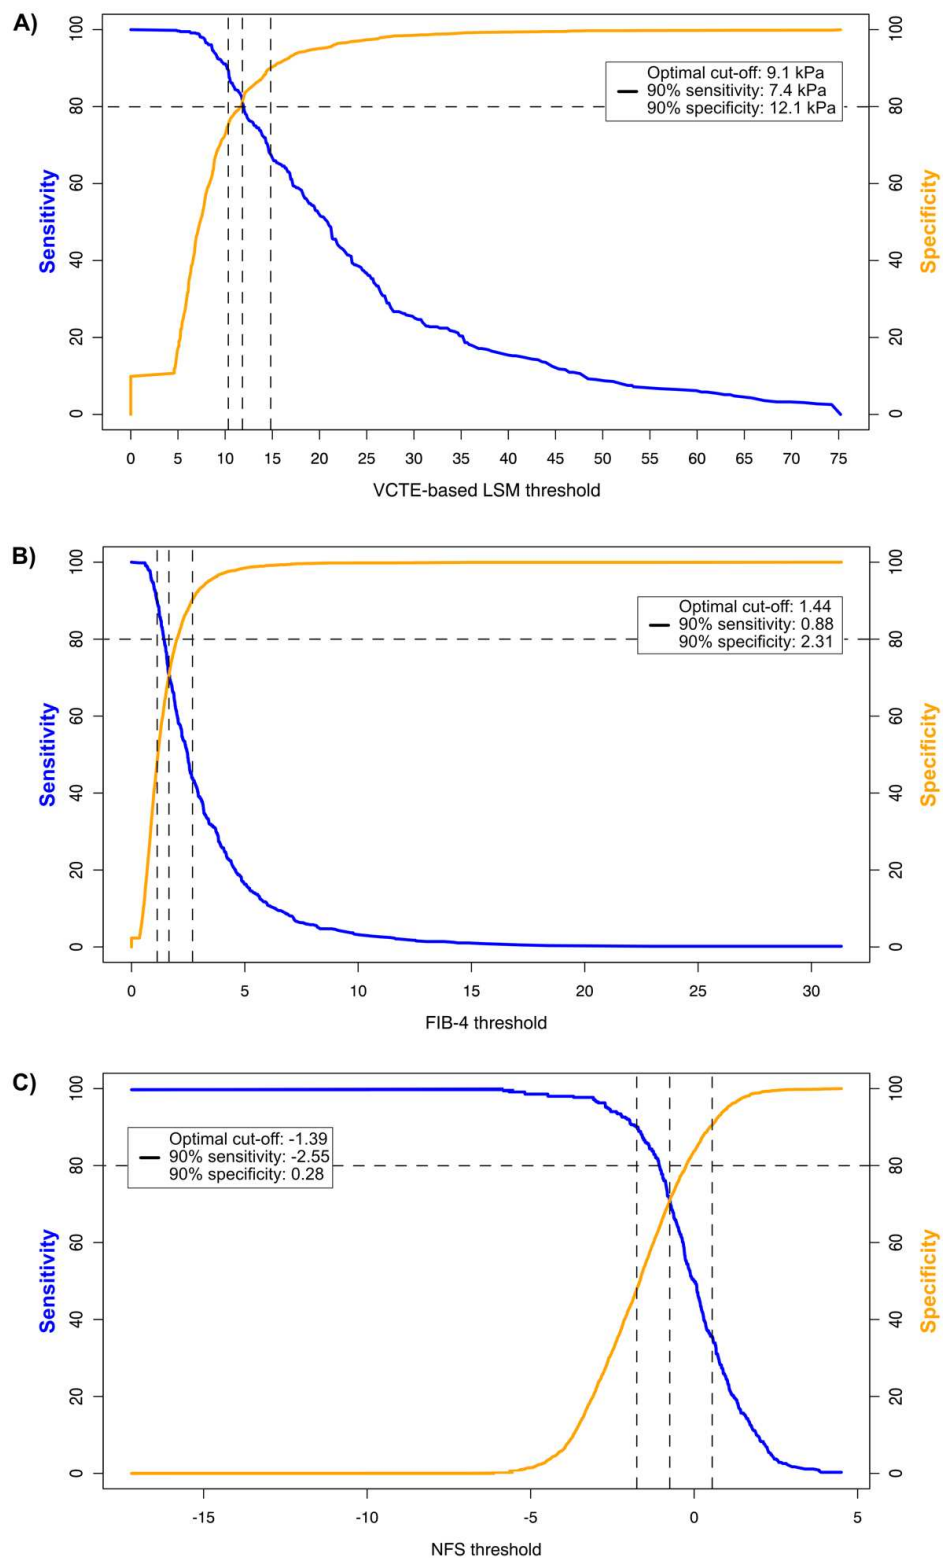 A)
Optimal cut-off: 9.1 kPa
90% sensitivity: 7.4 kPa
90% specificity: 12.1 kPa
Sensitivity
Specificity
100
80
60
40
20
0
100
80
60
40
20
0
0 5 10 15 20 25 30 35 40 45 50 55 60 65 70 75
VCTE-based LSM threshold
B)
Optimal cut-off: 1.44
90% sensitivity: 0.88
90% specificity: 2.31
Sensitivity
Specificity
100
80
60
40
20
0
100
80
60
40
20
0
0 5 10 15 20 25 30
FIB-4 threshold
C)
Optimal cut-off: -1.39
90% sensitivity: -2.55
90% specificity: 0.28
Sensitivity
Specificity
100
80
60
40
20
0
100
80
60
40
20
0
-15 -10 -5 0 5
NFS threshold